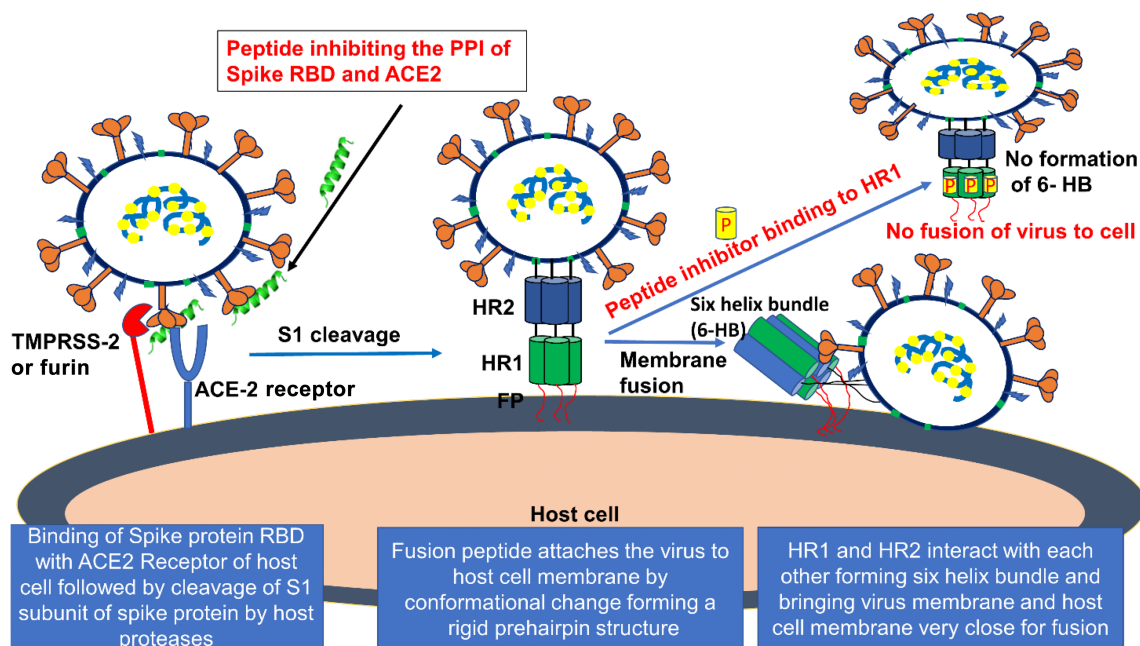 Peptide inhibiting the PPI of
Spike RBD and ACE2
TMPRSS-2
or furin
ACE-2 receptor
S1 cleavage
HR2
HR1
FP
Peptide inhibitor binding to HR1
P
Membrane
fusion
Six helix bundle
(6-HB)
No formation
of 6- HB
P P P
No fusion of virus to cell
Host cell
Binding of Spike protein RBD
with ACE2 Receptor of host
cell followed by cleavage of S1
subunit of spike protein by host
proteases
Fusion peptide attaches the virus to
host cell membrane by
conformational change forming a
rigid prehairpin structure
HR1 and HR2 interact with each
other forming six helix bundle and
bringing virus membrane and host
cell membrane very close for fusion